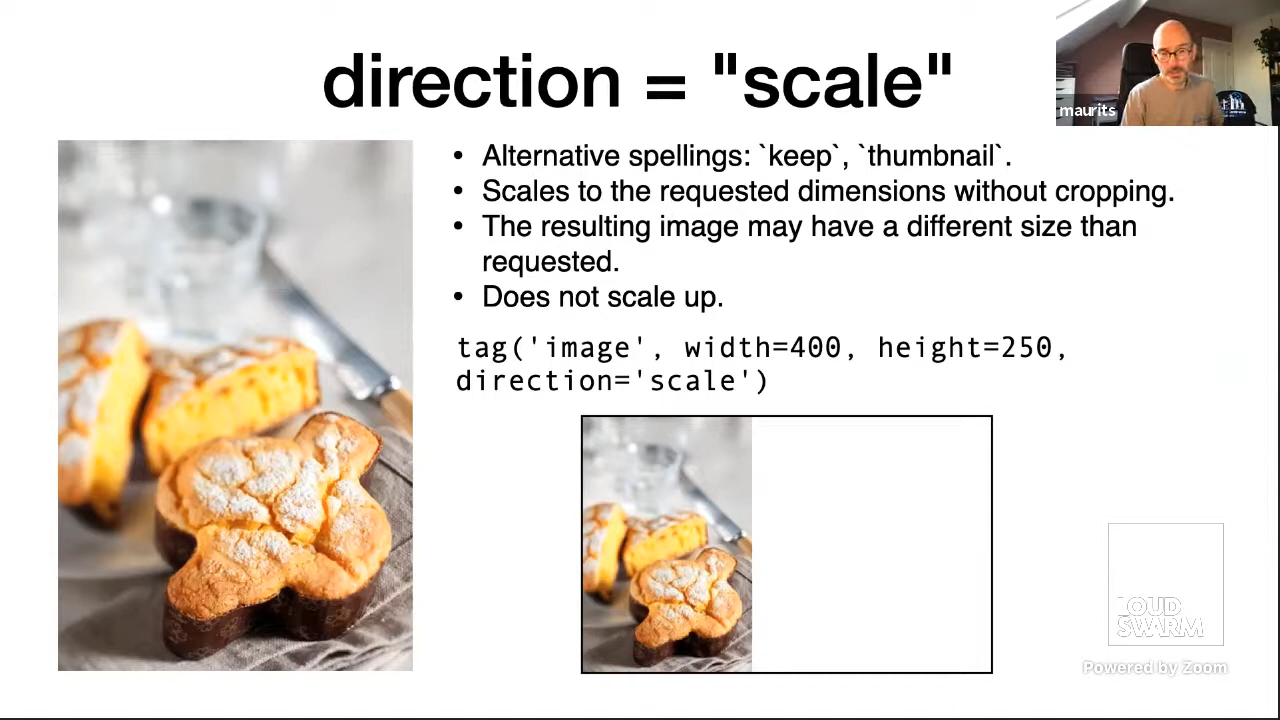 direction = "scale"
maurits
• Alternative spellings: `keep`, `thumbnail`.
• Scales to the requested dimensions without cropping.
• The resulting image may have a different size than
requested.
• Does not scale up.
tag('image', width=400, height=250,
direction='scale')
LOUD
SWARM
Powered by Zoom